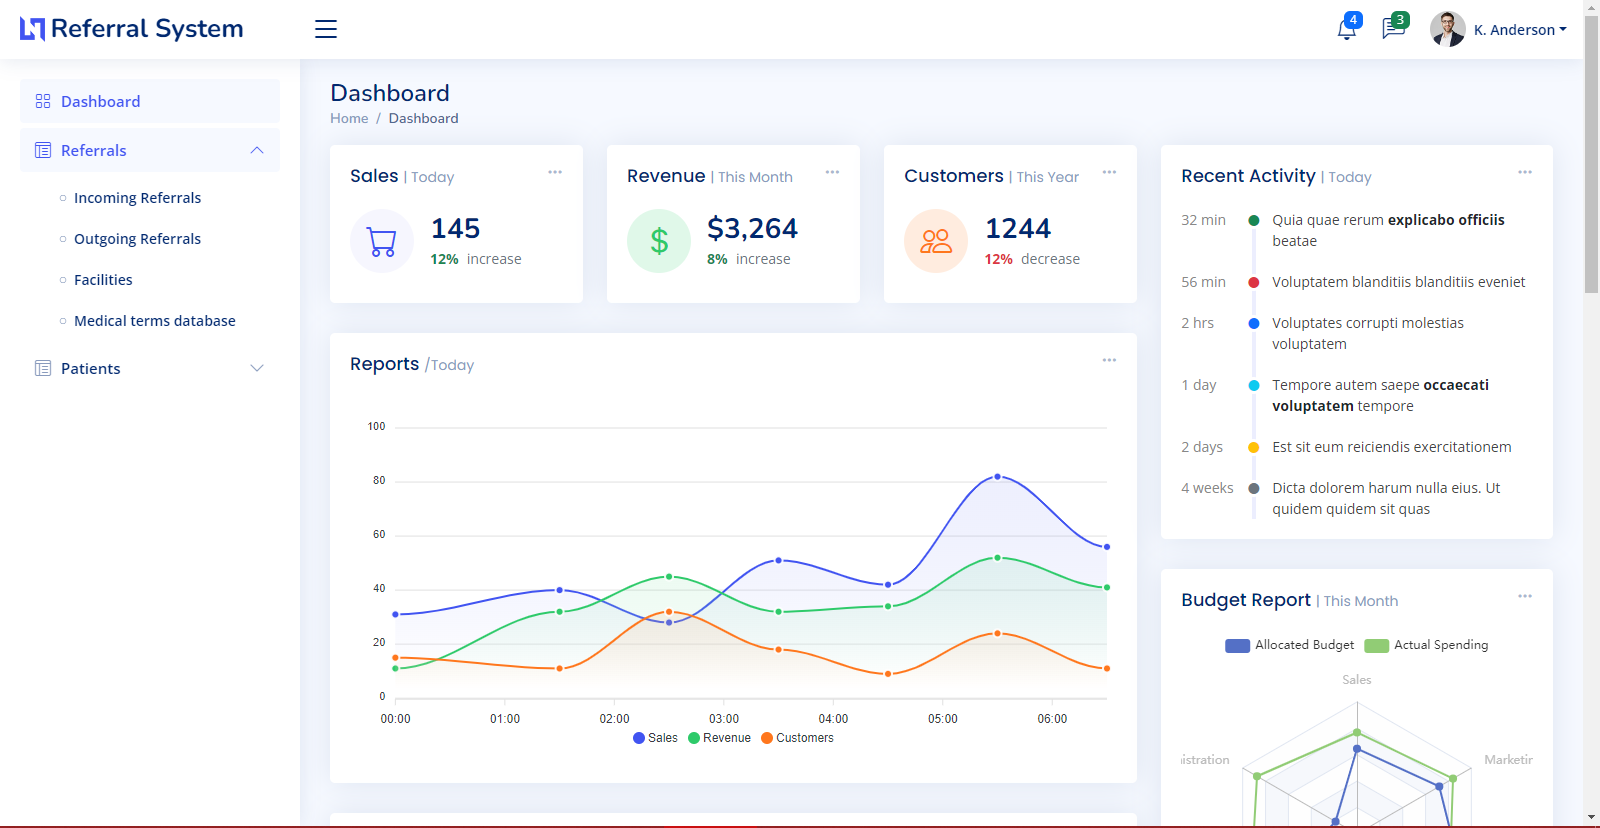 Referral System
4
3
K. Anderson
Dashboard
Referrals
Incoming Referrals
Outgoing Referrals
Facilities
Medical terms database
Patients
Dashboard
Home / Dashboard
Sales | Today
145
12% increase
Revenue | This Month
$
$3,264
8% increase
Customers | This Year
1244
12% decrease
Reports /Today
100
80
60
40
20
0
00:00 01:00 02:00 03:00 04:00 05:00 06:00
Sales Revenue Customers
Recent Activity | Today
32 min Quia quae rerum explicabo officiis
beatae
56 min Voluptatem blanditiis blanditiis eveniet
2 hrs Voluptates corrupti molestias
voluptatem
1 day Tempore autem saepe occaecati
voluptatem tempore
2 days Est sit eum reiciendis exercitationem
4 weeks Dicta dolorem harum nulla eius. Ut
quidem quidem sit quas
Budget Report | This Month
Allocated Budget Actual Spending
Sales
istration Marketin